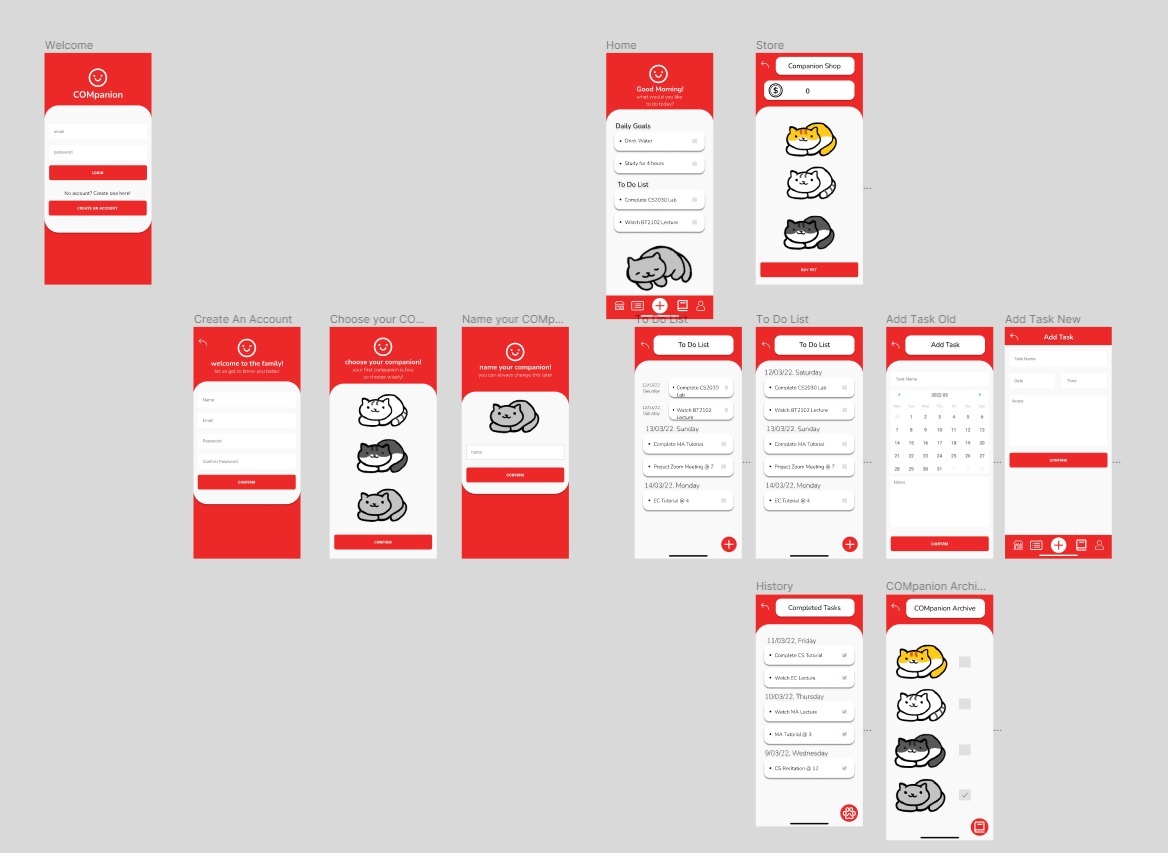 Welcome
COMpanion
email
password
LOGIN
No account? Create one here!
CREATE AN ACCOUNT
Home
Good Morning!
what would you like
to do today?
Daily Goals
• Drink Water
• Study for 4 hours
To Do List
• Complete CS2030 Lab
• Watch BT2102 Lecture
Store
Companion Shop
$ 0
...
BUY PET
Create An Account
welcome to the family!
let us get to know you better
Name
Email
Password
Confirm Password
CONFIRM
Choose your CO...
choose your companion!
your first companion is free
so choose wisely!
CONFIRM
Name your COMp...
name your companion!
you can always change this later
name
CONFIRM
To Do List
To Do List
12/03/22,
Saturday
• Complete CS2030
Lab
12/03/22,
Saturday
• Watch BT2102
Lecture
13/03/22, Sunday
• Complete MA Tutorial
• Project Zoom Meeting @ 7
14/03/22, Monday
• EC Tutorial @ 4
...
To Do List
To Do List
12/03/22, Saturday
• Complete CS2030 Lab
• Watch BT2102 Lecture
13/03/22, Sunday
• Complete MA Tutorial
• Project Zoom Meeting @ 7
14/03/22, Monday
• EC Tutorial @ 4
...
Add Task Old
Add Task
Task Name
2022-03
1 2 3 4 5 6
7 8 9 10 11 12 13
14 15 16 17 18 19 20
21 22 23 24 25 26 27
28 29 30 31 1 2 3
Notes
CONFIRM
...
Add Task New
Add Task
Task Name
Date
Time
Notes
CONFIRM
...
History
Completed Tasks
11/03/22, Friday
• Complete CS Tutorial
• Watch EC Lecture
10/03/22, Thursday
• Watch MA Lecture
• MA Tutorial @ 3
9/03/22, Wednesday
• CS Recitation @ 12
...
COMpanion Archi...
COMpanion Archive
...